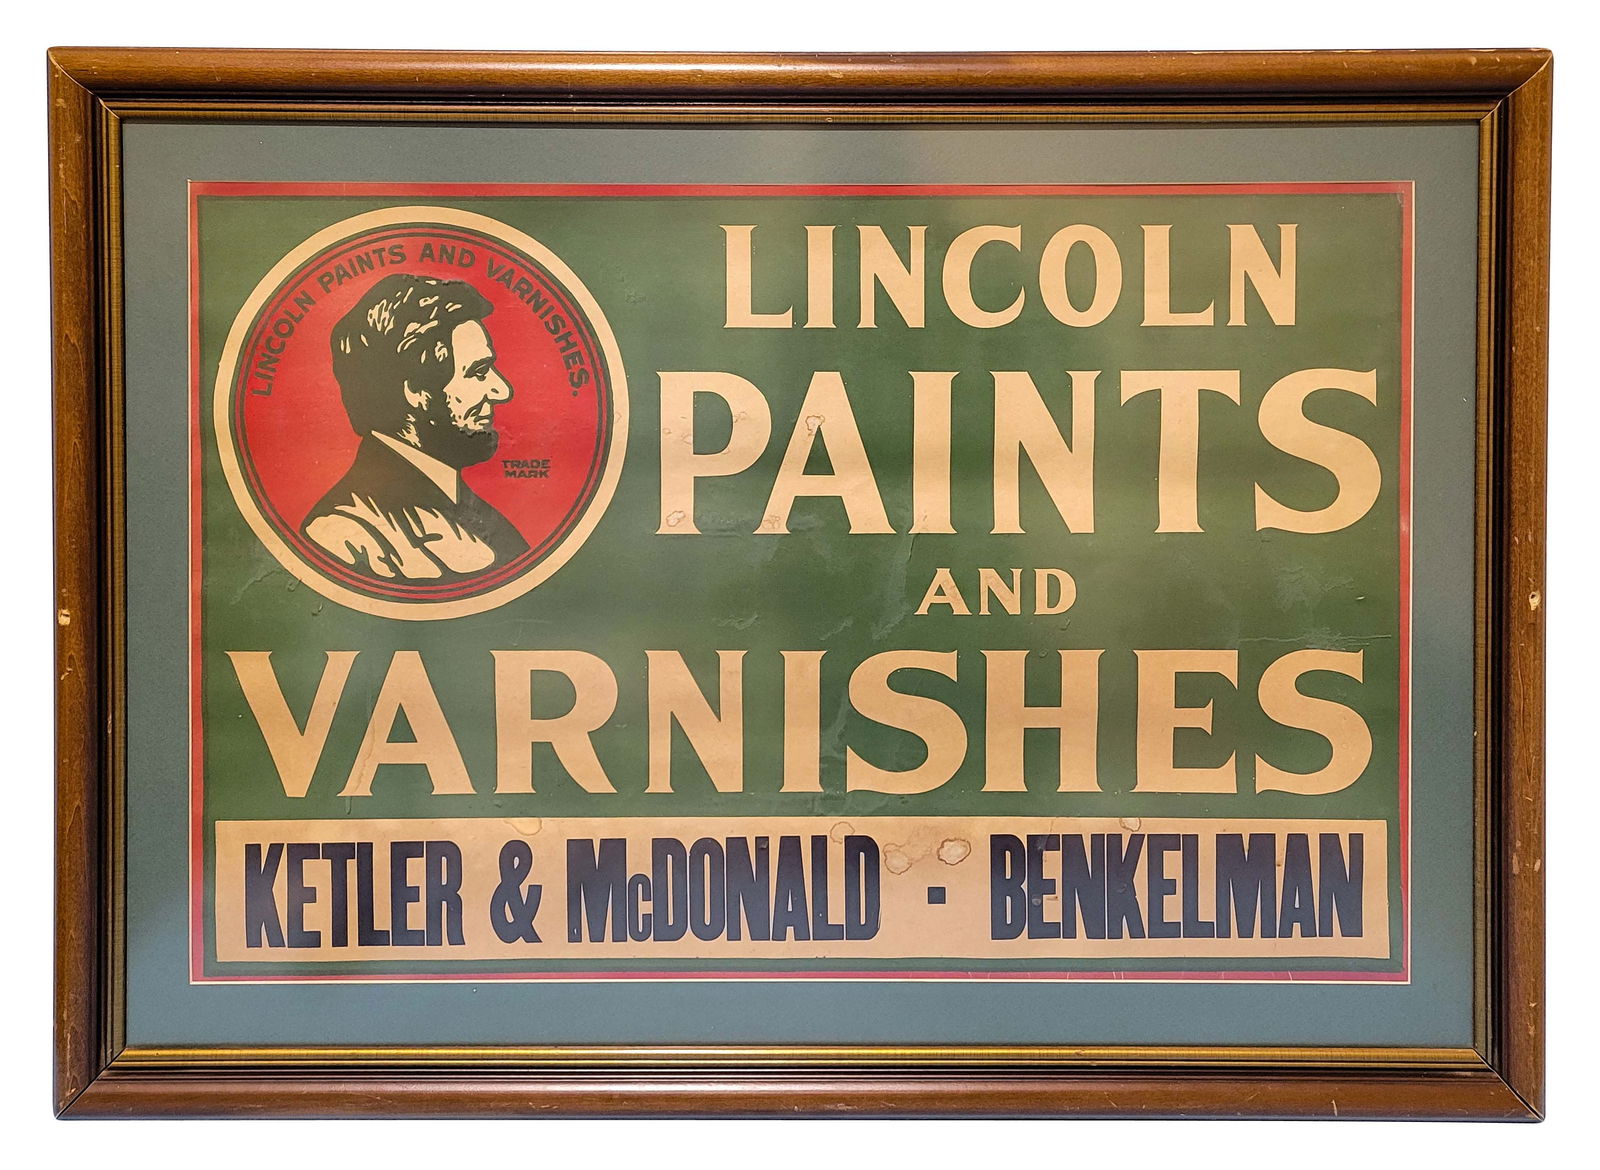 LINCOLN PAINTS AND VARNISHES.
TRADE
MARK
LINCOLN
PAINTS
AND
VARNISHES
KETLER & McDONALD - BENKELMAN